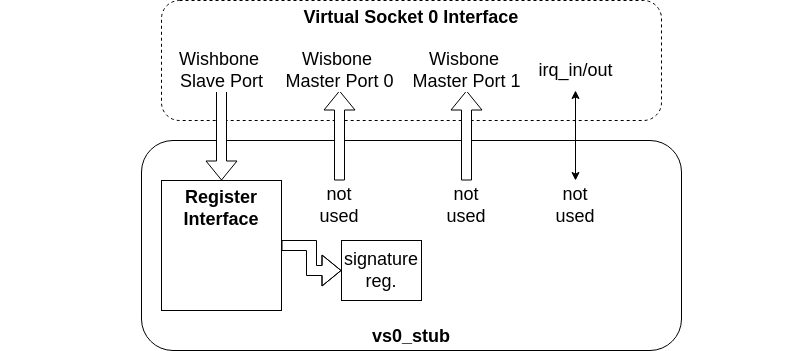 Virtual Socket 0 Interface
Wishbone
Slave Port
Wisbone
Master Port 0
Wisbone
Master Port 1
irq_in/out
Register
Interface
not
used
not
used
not
used
signature
reg.
vs0_stub